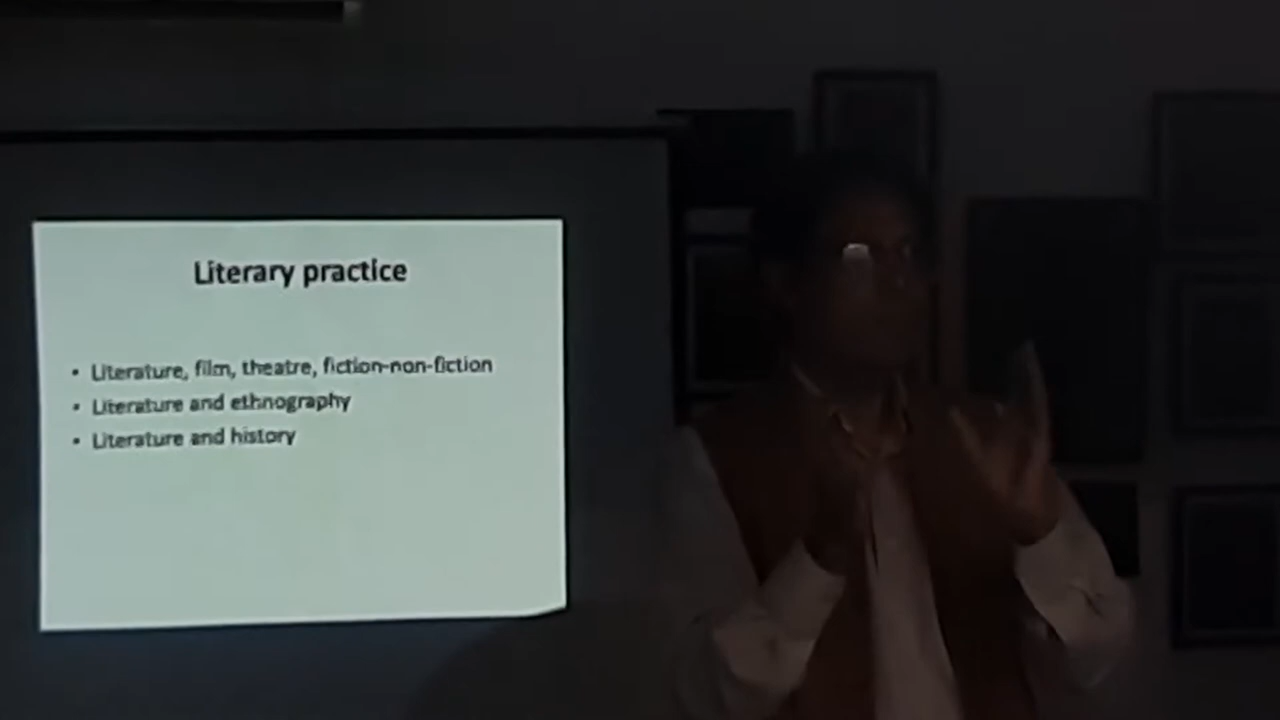 Literary practice
• Literature, film, theatre, fiction-non-fiction
• Literature and ethnography
• Literature and history